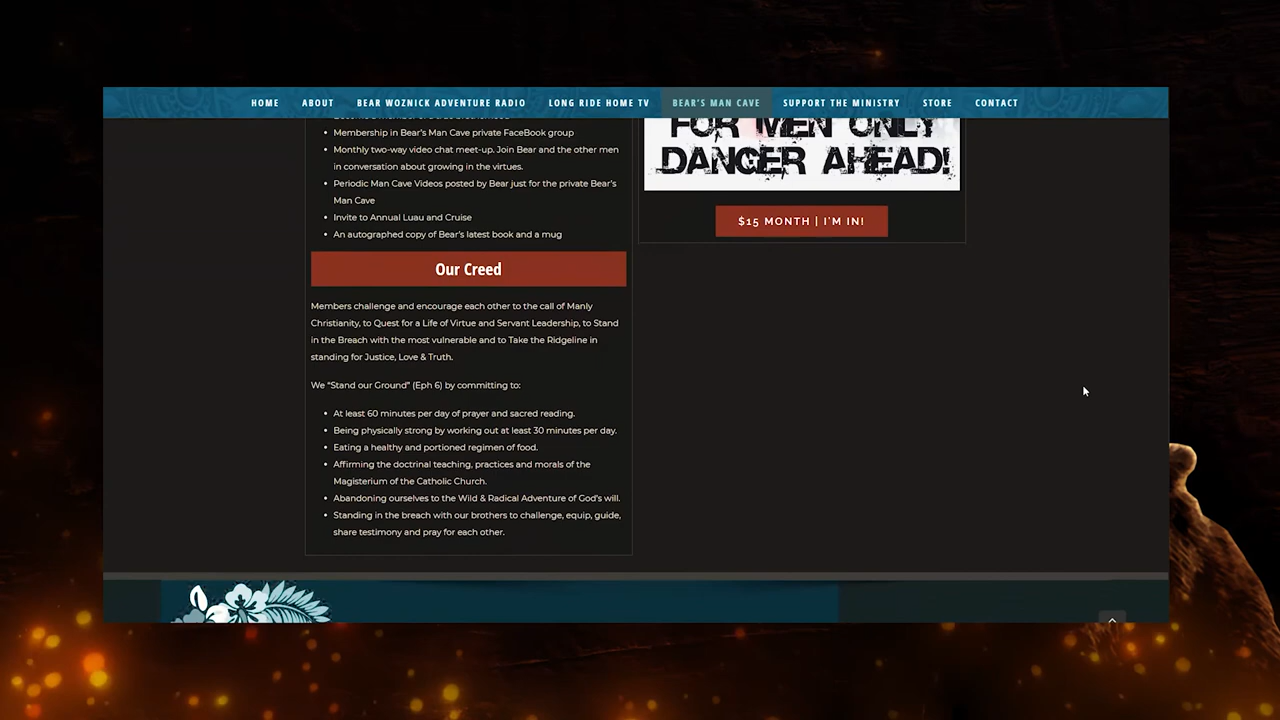 HOME ABOUT BEAR WOZNICK ADVENTURE RADIO LONG RIDE HOME TV BEAR'S MAN CAVE SUPPORT THE MINISTRY STORE CONTACT
Membership in Bear's Man Cave private FaceBook group
Monthly two-way video chat meet-up. Join Bear and the other men
in conversation about growing in the virtues.
Periodic Man Cave Videos posted by Bear just for the private Bear's
Man Cave
Invite to Annual Luau and Cruise
An autographed copy of Bear's latest book and a mug
Our Creed
Members challenge and encourage each other to the call of Manly
Christianity, to Quest for a Life of Virtue and Servant Leadership, to Stand
in the Breach with the most vulnerable and to Take the Ridgeline in
standing for Justice, Love & Truth.
We "Stand our Ground" (Eph 6) by committing to:
At least 60 minutes per day of prayer and sacred reading.
Being physically strong by working out at least 30 minutes per day.
Eating a healthy and portioned regimen of food.
Affirming the doctrinal teaching, practices and morals of the
Magisterium of the Catholic Church.
Abandoning ourselves to the Wild & Radical Adventure of God's will.
Standing in the breach with our brothers to challenge, equip, guide,
share testimony and pray for each other.
FOR MEN ONLY
DANGER AHEAD!
$15 MONTH | I'M IN!